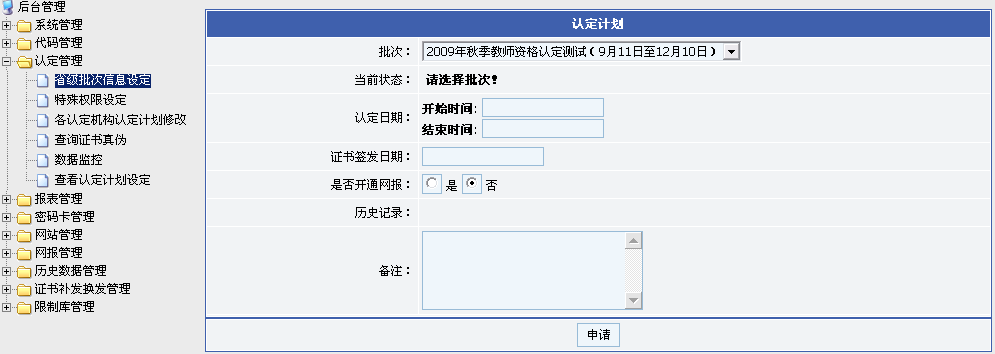 后台管理
系统管理
代码管理
认定管理
省级批次信息设定
特殊权限设定
各认定机构认定计划修改
查询证书真伪
数据监控
查看认定计划设定
报表管理
密码卡管理
网站管理
网报管理
历史数据管理
证书补发换发管理
限制库管理
认定计划
批次： 2009年秋季教师资格认定测试（9月11日至12月10日）
当前状态： 请选择批次！
认定日期： 开始时间:
结束时间:
证书签发日期：
是否开通网报： 是 否
历史记录：
备注：
申请